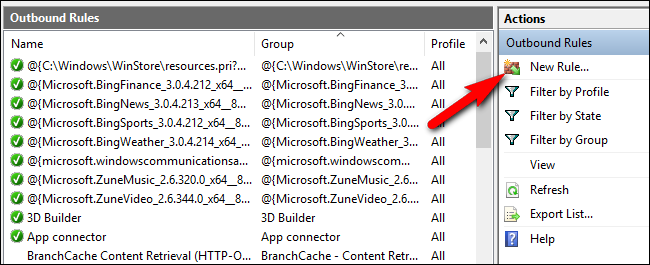 Outbound Rules
Name Group Profile
@{C:\Windows\WinStore\resources.pri?... @{C:\Windows\WinStore\re... All
@{Microsoft.BingFinance_3.0.4.212_x64__8... @{Microsoft.BingFinance_3.... All
@{Microsoft.BingNews_3.0.4.213_x64__8... @{Microsoft.BingNews_3.0.... All
@{Microsoft.BingSports_3.0.4.212_x64__8... @{Microsoft.BingSports_3.0... All
@{Microsoft.BingWeather_3.0.4.214_x64__... @{Microsoft.BingWeather_3... All
@{microsoft.windowscommunicationsa... @{microsoft.windowscomm... All
@{Microsoft.ZuneMusic_2.6.320.0_x64__8... @{Microsoft.ZuneMusic_2.6... All
@{Microsoft.ZuneVideo_2.6.344.0_x64__8... @{Microsoft.ZuneVideo_2.6... All
3D Builder 3D Builder All
App connector App connector All
BranchCache Content Retrieval (HTTP-O... BranchCache - Content Retr... All
Actions
Outbound Rules
New Rule...
Filter by Profile
Filter by State
Filter by Group
View
Refresh
Export List...
Help